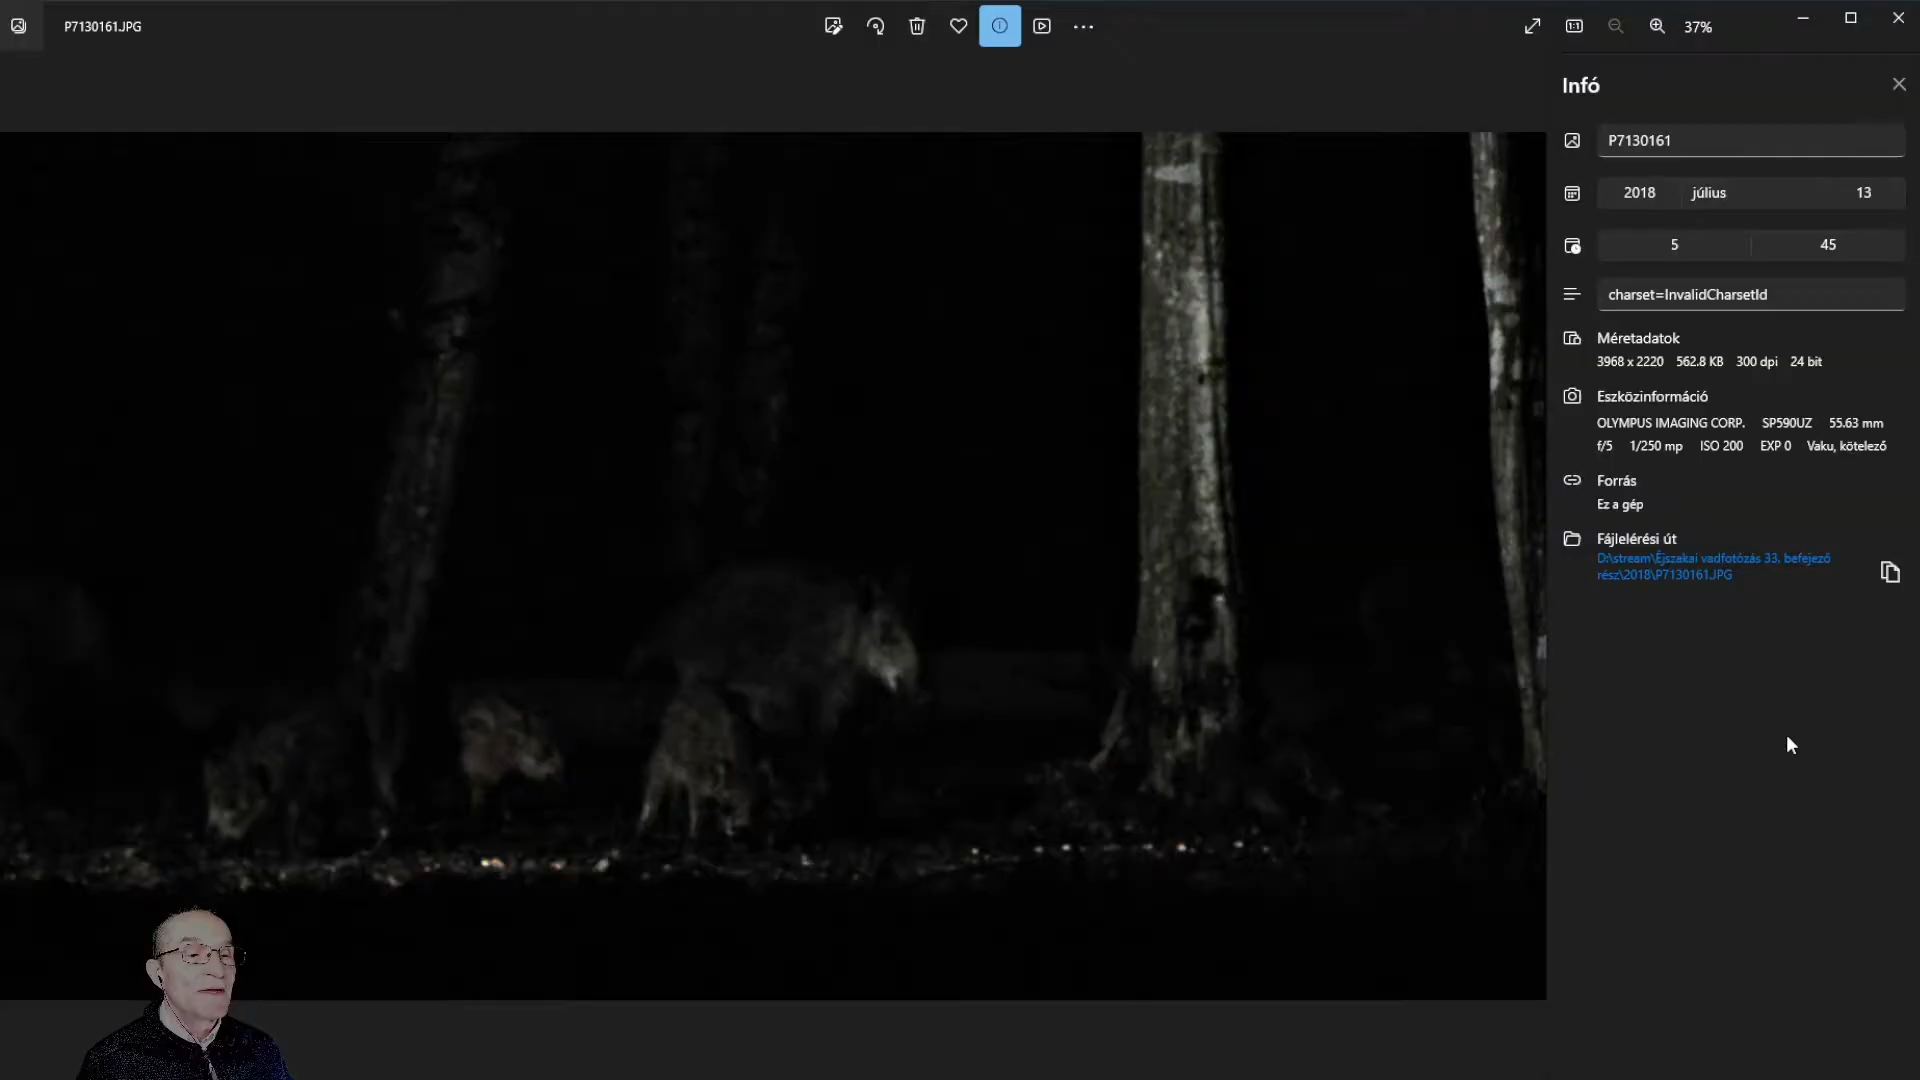 P7130161.JPG
37%
Infó
P7130161
2018 július 13
5 45
charset=InvalidCharsetId
Méretadatok
3968 x 2220 562.8 KB 300 dpi 24 bit
Eszközinformáció
OLYMPUS IMAGING CORP. SP590UZ 55.63 mm
f/5 1/250 mp ISO 200 EXP 0 Vaku, kötelező
Forrás
Ez a gép
Fájlelérési út
D:\stream\Éjszakai vadfotózás 33. befejező
rész\2018\P7130161.JPG